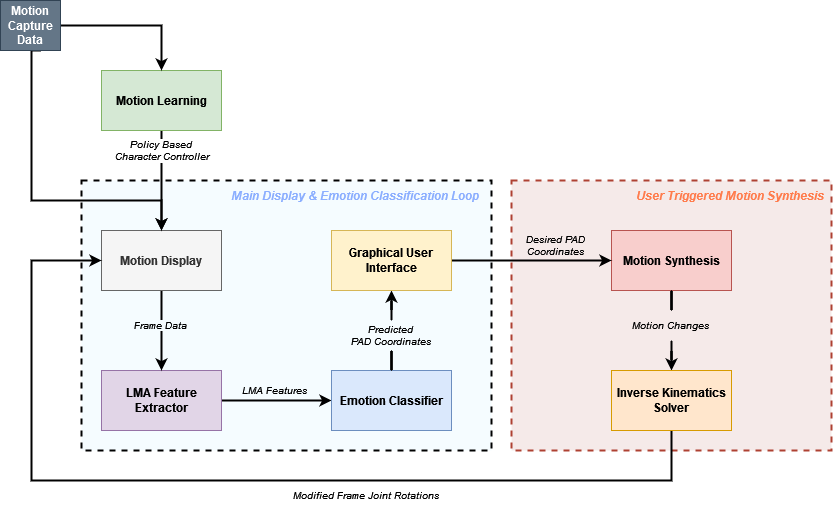 Motion
Capture
Data
Motion Learning
Policy Based
Character Controller
Main Display & Emotion Classification Loop
User Triggered Motion Synthesis
Motion Display
Graphical User
Interface
Desired PAD
Coordinates
Motion Synthesis
Frame Data
Predicted
PAD Coordinates
Motion Changes
LMA Feature
Extractor
LMA Features
Emotion Classifier
Inverse Kinematics
Solver
Modified Frame Joint Rotations